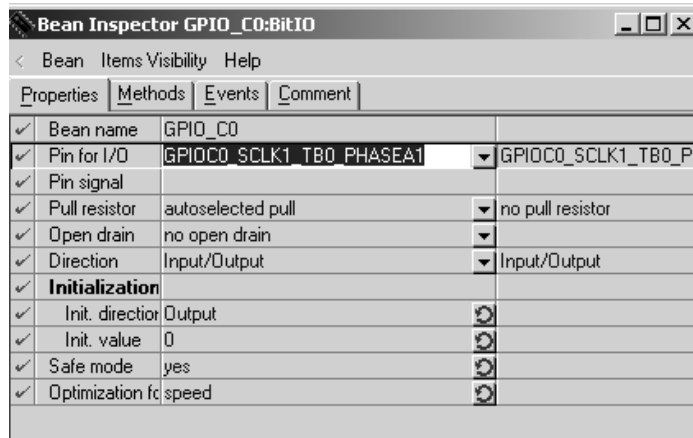 Bean Inspector GPIO_C0:BitIO
< Bean Items Visibility Help
Properties Methods Events Comment
Bean name GPIO_C0
Pin for I/O GPIOC0_SCLK1_TB0_PHASEA1 GPIOC0_SCLK1_TB0_P
Pin signal
Pull resistor autoselected pull no pull resistor
Open drain no open drain
Direction Input/Output Input/Output
Initialization
Init. direction Output
Init. value 0
Safe mode yes
Optimization fo speed